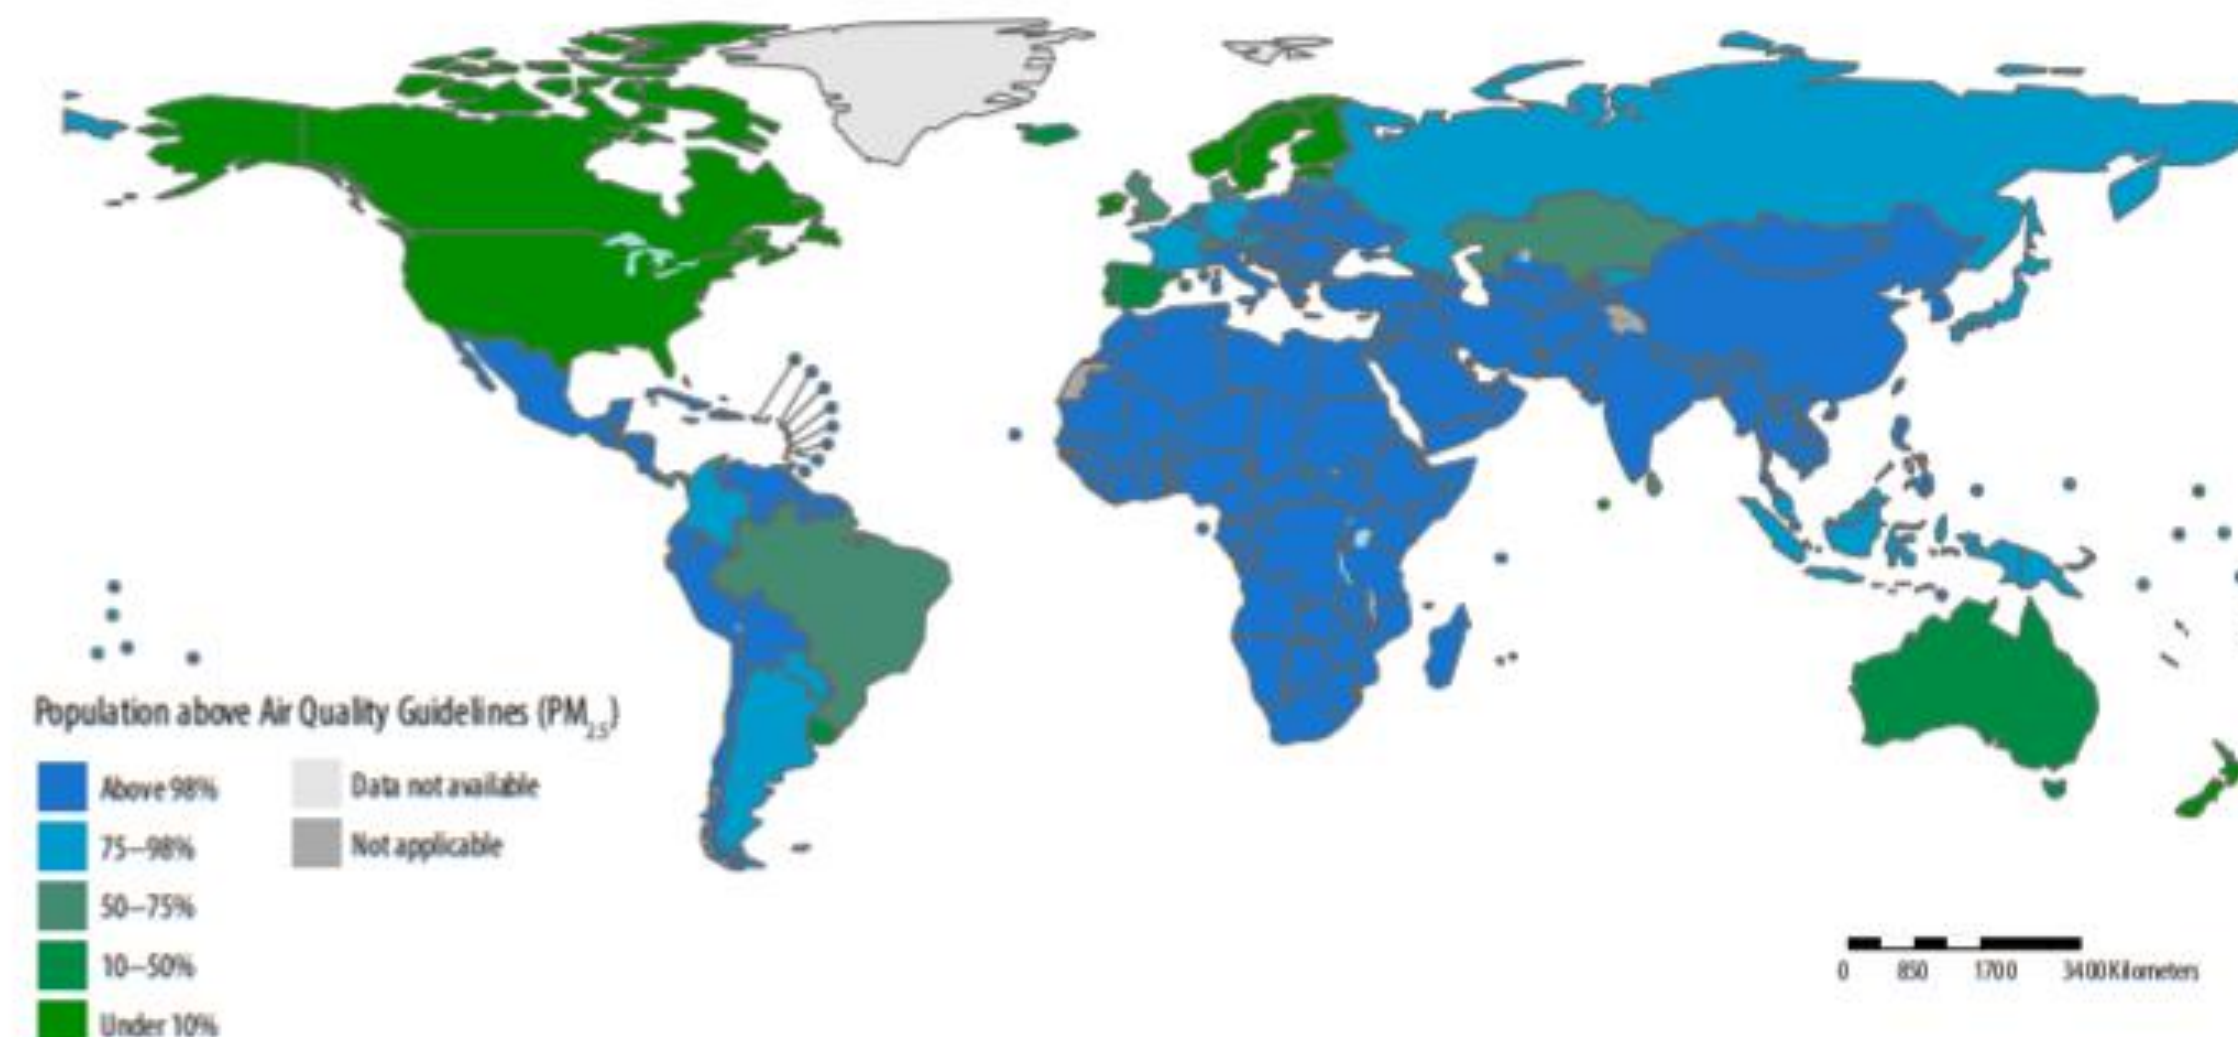 Population above Air Quality Guidelines (PM2.5)
Above 98%
75–98%
50–75%
10–50%
Under 10%
Data not available
Not applicable
0 850 1700 3400 Kilometers